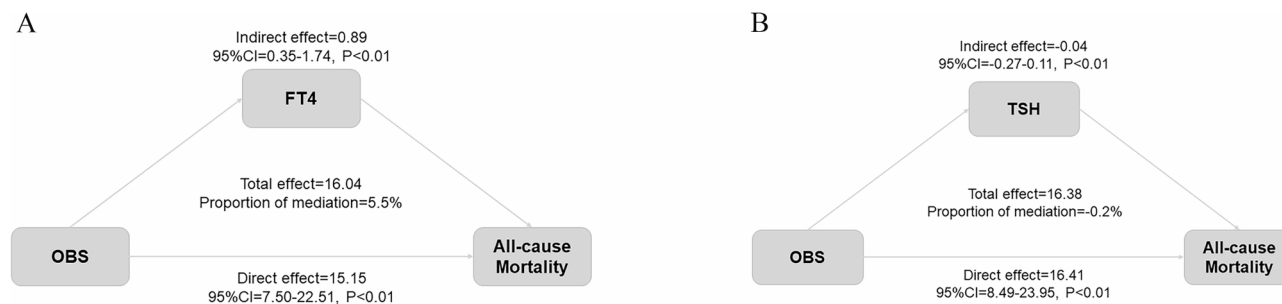 A
Indirect effect=0.89
95%CI=0.35-1.74, P<0.01
FT4
Total effect=16.04
Proportion of mediation=5.5%
OBS
All-cause
Mortality
Direct effect=15.15
95%CI=7.50-22.51, P<0.01
B
Indirect effect=-0.04
95%CI=-0.27-0.11, P<0.01
TSH
Total effect=16.38
Proportion of mediation=-0.2%
OBS
All-cause
Mortality
Direct effect=16.41
95%CI=8.49-23.95, P<0.01